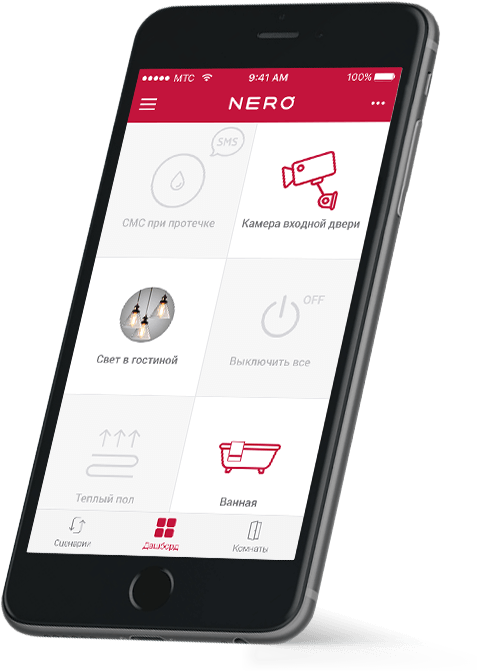 МТС 9:41 AM 100%
NERO
SMS
СМС при протечке
Камера входной двери
Свет в гостиной
OFF
Выключить все
Теплый пол
Ванная
Сценарии
Дашборд
Комнаты